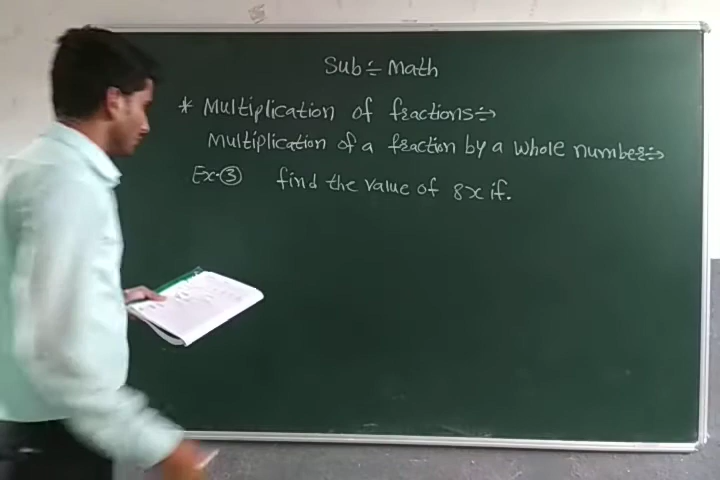 Sub÷ Math
* Multiplication of fractions÷
Multiplication of a fraction by a whole number÷
Ex.③ find the value of 8x if.